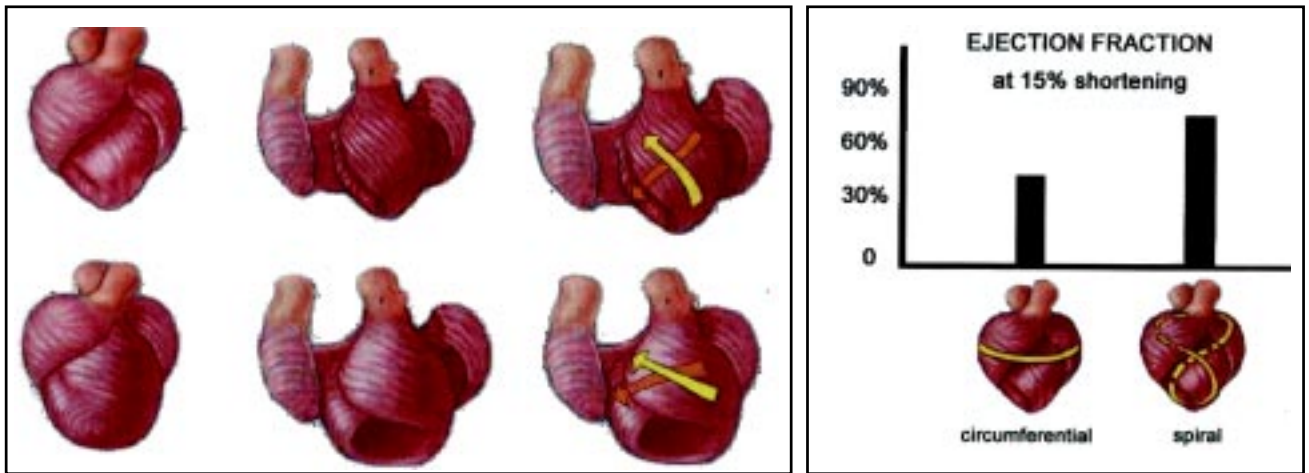 EJECTION FRACTION
at 15% shortening
90%
60%
30%
0
circumferential
spiral